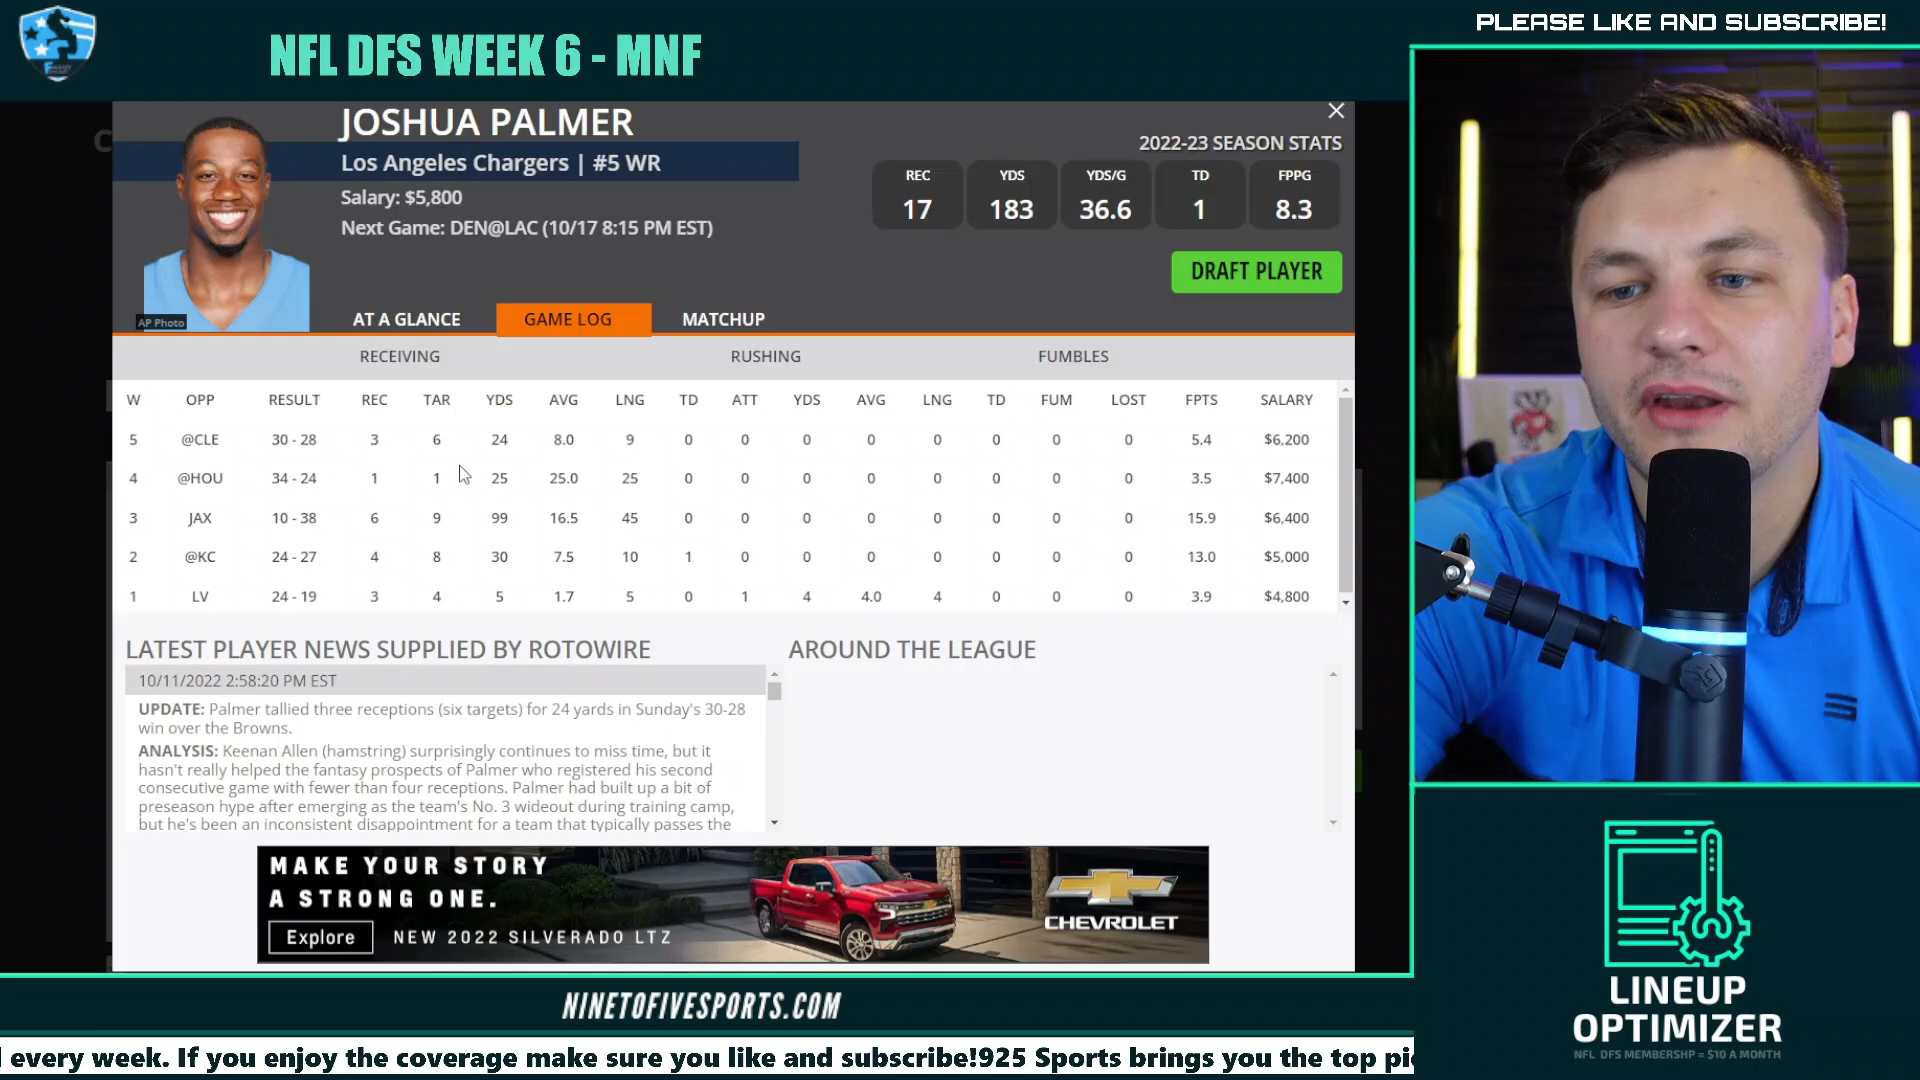 PLEASE LIKE AND SUBSCRIBE!
NFL DFS WEEK 6 - MNF
JOSHUA PALMER
Los Angeles Chargers | #5 WR
Salary: $5,800
Next Game: DEN@LAC (10/17 8:15 PM EST)
AP Photo
2022-23 SEASON STATS
REC YDS YDS/G TD FPPG
17 183 36.6 1 8.3
DRAFT PLAYER
AT A GLANCE GAME LOG MATCHUP
RECEIVING RUSHING FUMBLES
W OPP RESULT REC TAR YDS AVG LNG TD ATT YDS AVG LNG TD FUM LOST FPTS SALARY
5 @CLE 30 - 28 3 6 24 8.0 9 0 0 0 0 0 0 0 0 5.4 $6,200
4 @HOU 34 - 24 1 1 25 25.0 25 0 0 0 0 0 0 0 0 3.5 $7,400
3 JAX 10 - 38 6 9 99 16.5 45 0 0 0 0 0 0 0 0 15.9 $6,400
2 @KC 24 - 27 4 8 30 7.5 10 1 0 0 0 0 0 0 0 13.0 $5,000
1 LV 24 - 19 3 4 5 1.7 5 0 1 4 4.0 4 0 0 0 3.9 $4,800
LATEST PLAYER NEWS SUPPLIED BY ROTOWIRE
10/11/2022 2:58:20 PM EST
UPDATE: Palmer tallied three receptions (six targets) for 24 yards in Sunday's 30-28
win over the Browns.
ANALYSIS: Keenan Allen (hamstring) surprisingly continues to miss time, but it
hasn't really helped the fantasy prospects of Palmer who registered his second
consecutive game with fewer than four receptions. Palmer had built up a bit of
preseason hype after emerging as the team's No. 3 wideout during training camp,
but he's been an inconsistent disappointment for a team that typically passes the
AROUND THE LEAGUE
MAKE YOUR STORY
A STRONG ONE.
Explore NEW 2022 SILVERADO LTZ
CHEVROLET
NINETOFIVESPORTS.COM
LINEUP
OPTIMIZER
NFL DFS MEMBERSHP = $10 A MONTH
every week. If you enjoy the coverage make sure you like and subscribe!925 Sports brings you the top pi